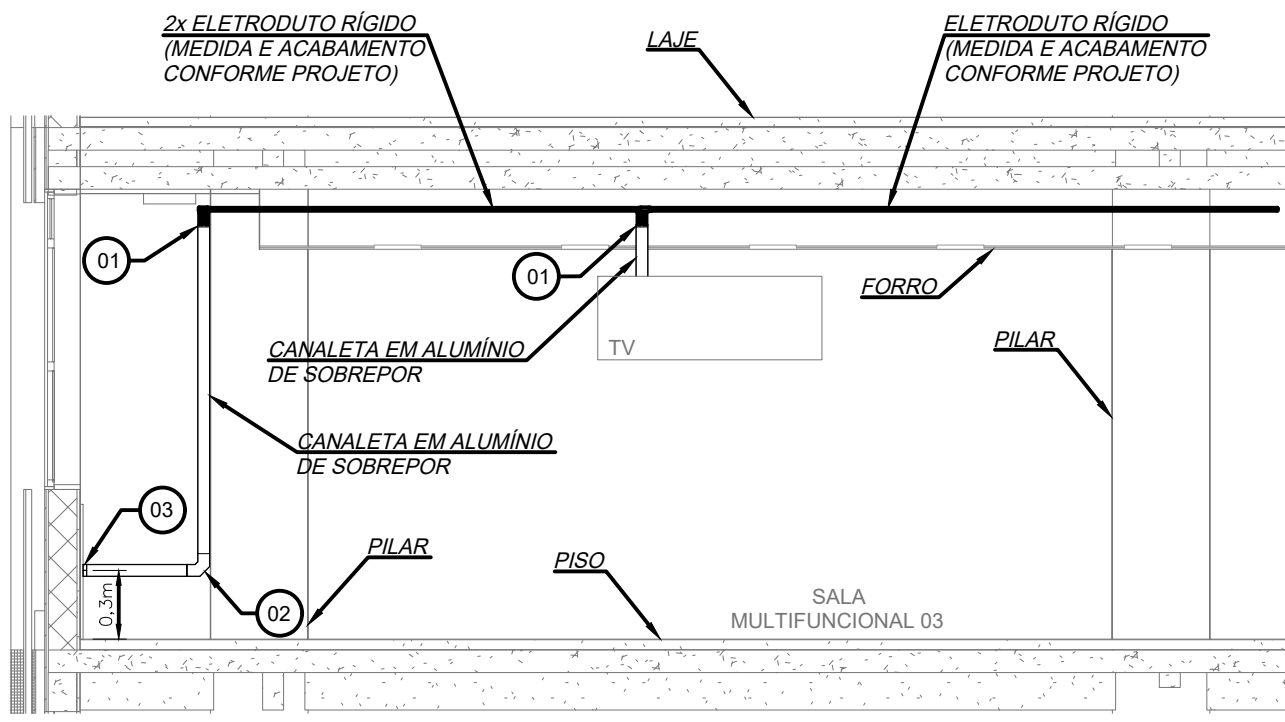 2x ELETRODUTO RÍGIDO
(MEDIDA E ACABAMENTO
CONFORME PROJETO)
LAJE
ELETRODUTO RÍGIDO
(MEDIDA E ACABAMENTO
CONFORME PROJETO)
01
01
FORRO
CANALETA EM ALUMÍNIO
DE SOBREPOR
TV
PILAR
CANALETA EM ALUMÍNIO
DE SOBREPOR
03
PILAR
PISO
02
0,3m
SALA
MULTIFUNCIONAL 03